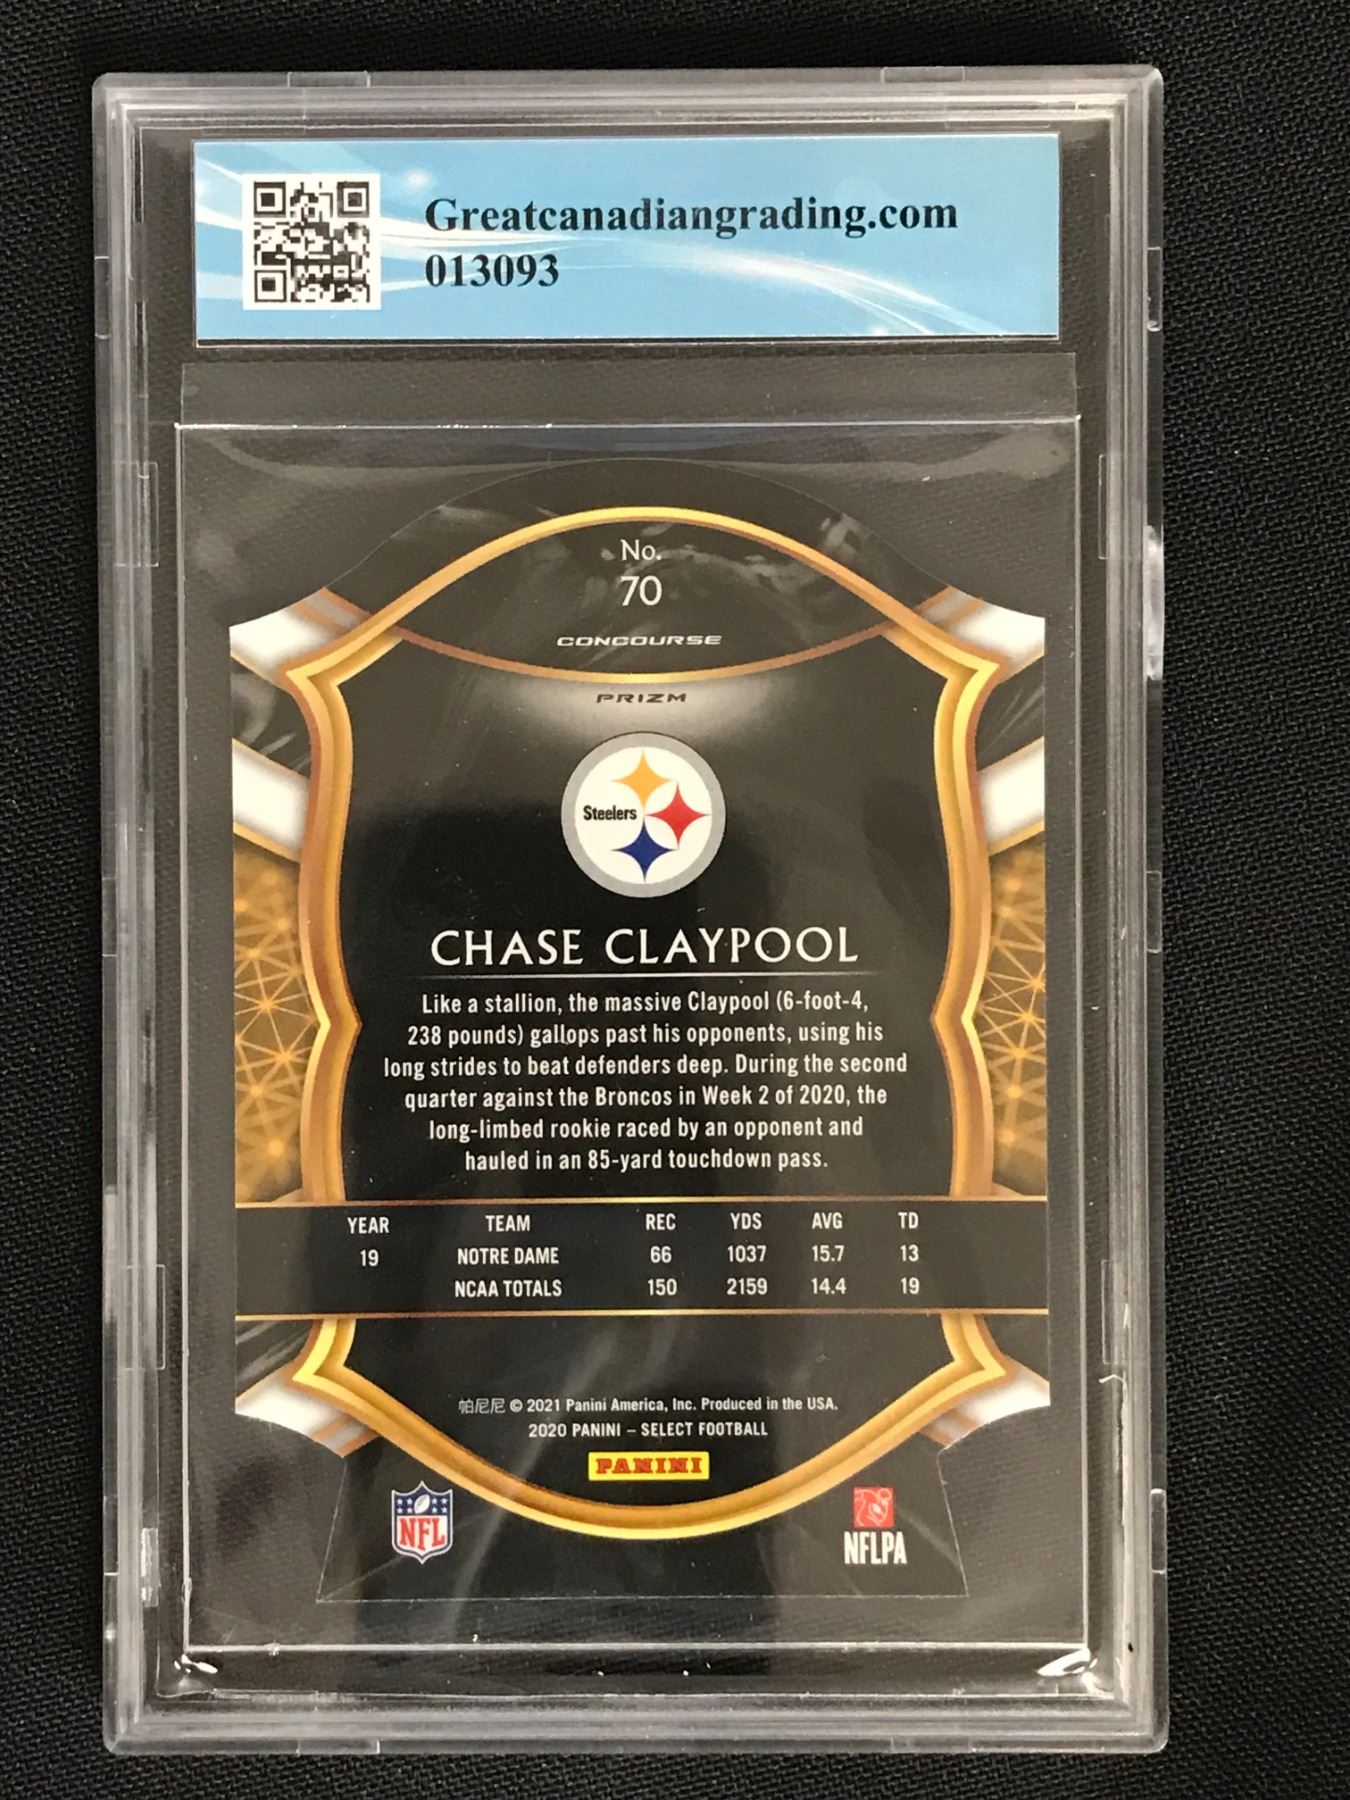 Greatcanadiangrading.com
013093
No.
70
CONCOURSE
PRIZM
Steelers
CHASE CLAYPOOL
Like a stallion, the massive Claypool (6-foot-4,
238 pounds) gallops past his opponents, using his
long strides to beat defenders deep. During the second
quarter against the Broncos in Week 2 of 2020, the
long-limbed rookie raced by an opponent and
hauled in an 85-yard touchdown pass.
YEAR TEAM REC YDS AVG TD
19 NOTRE DAME 66 1037 15.7 13
NCAA TOTALS 150 2159 14.4 19
帕尼尼 © 2021 Panini America, Inc. Produced in the USA.
2020 PANINI – SELECT FOOTBALL
PANINI
NFL
NFLPA